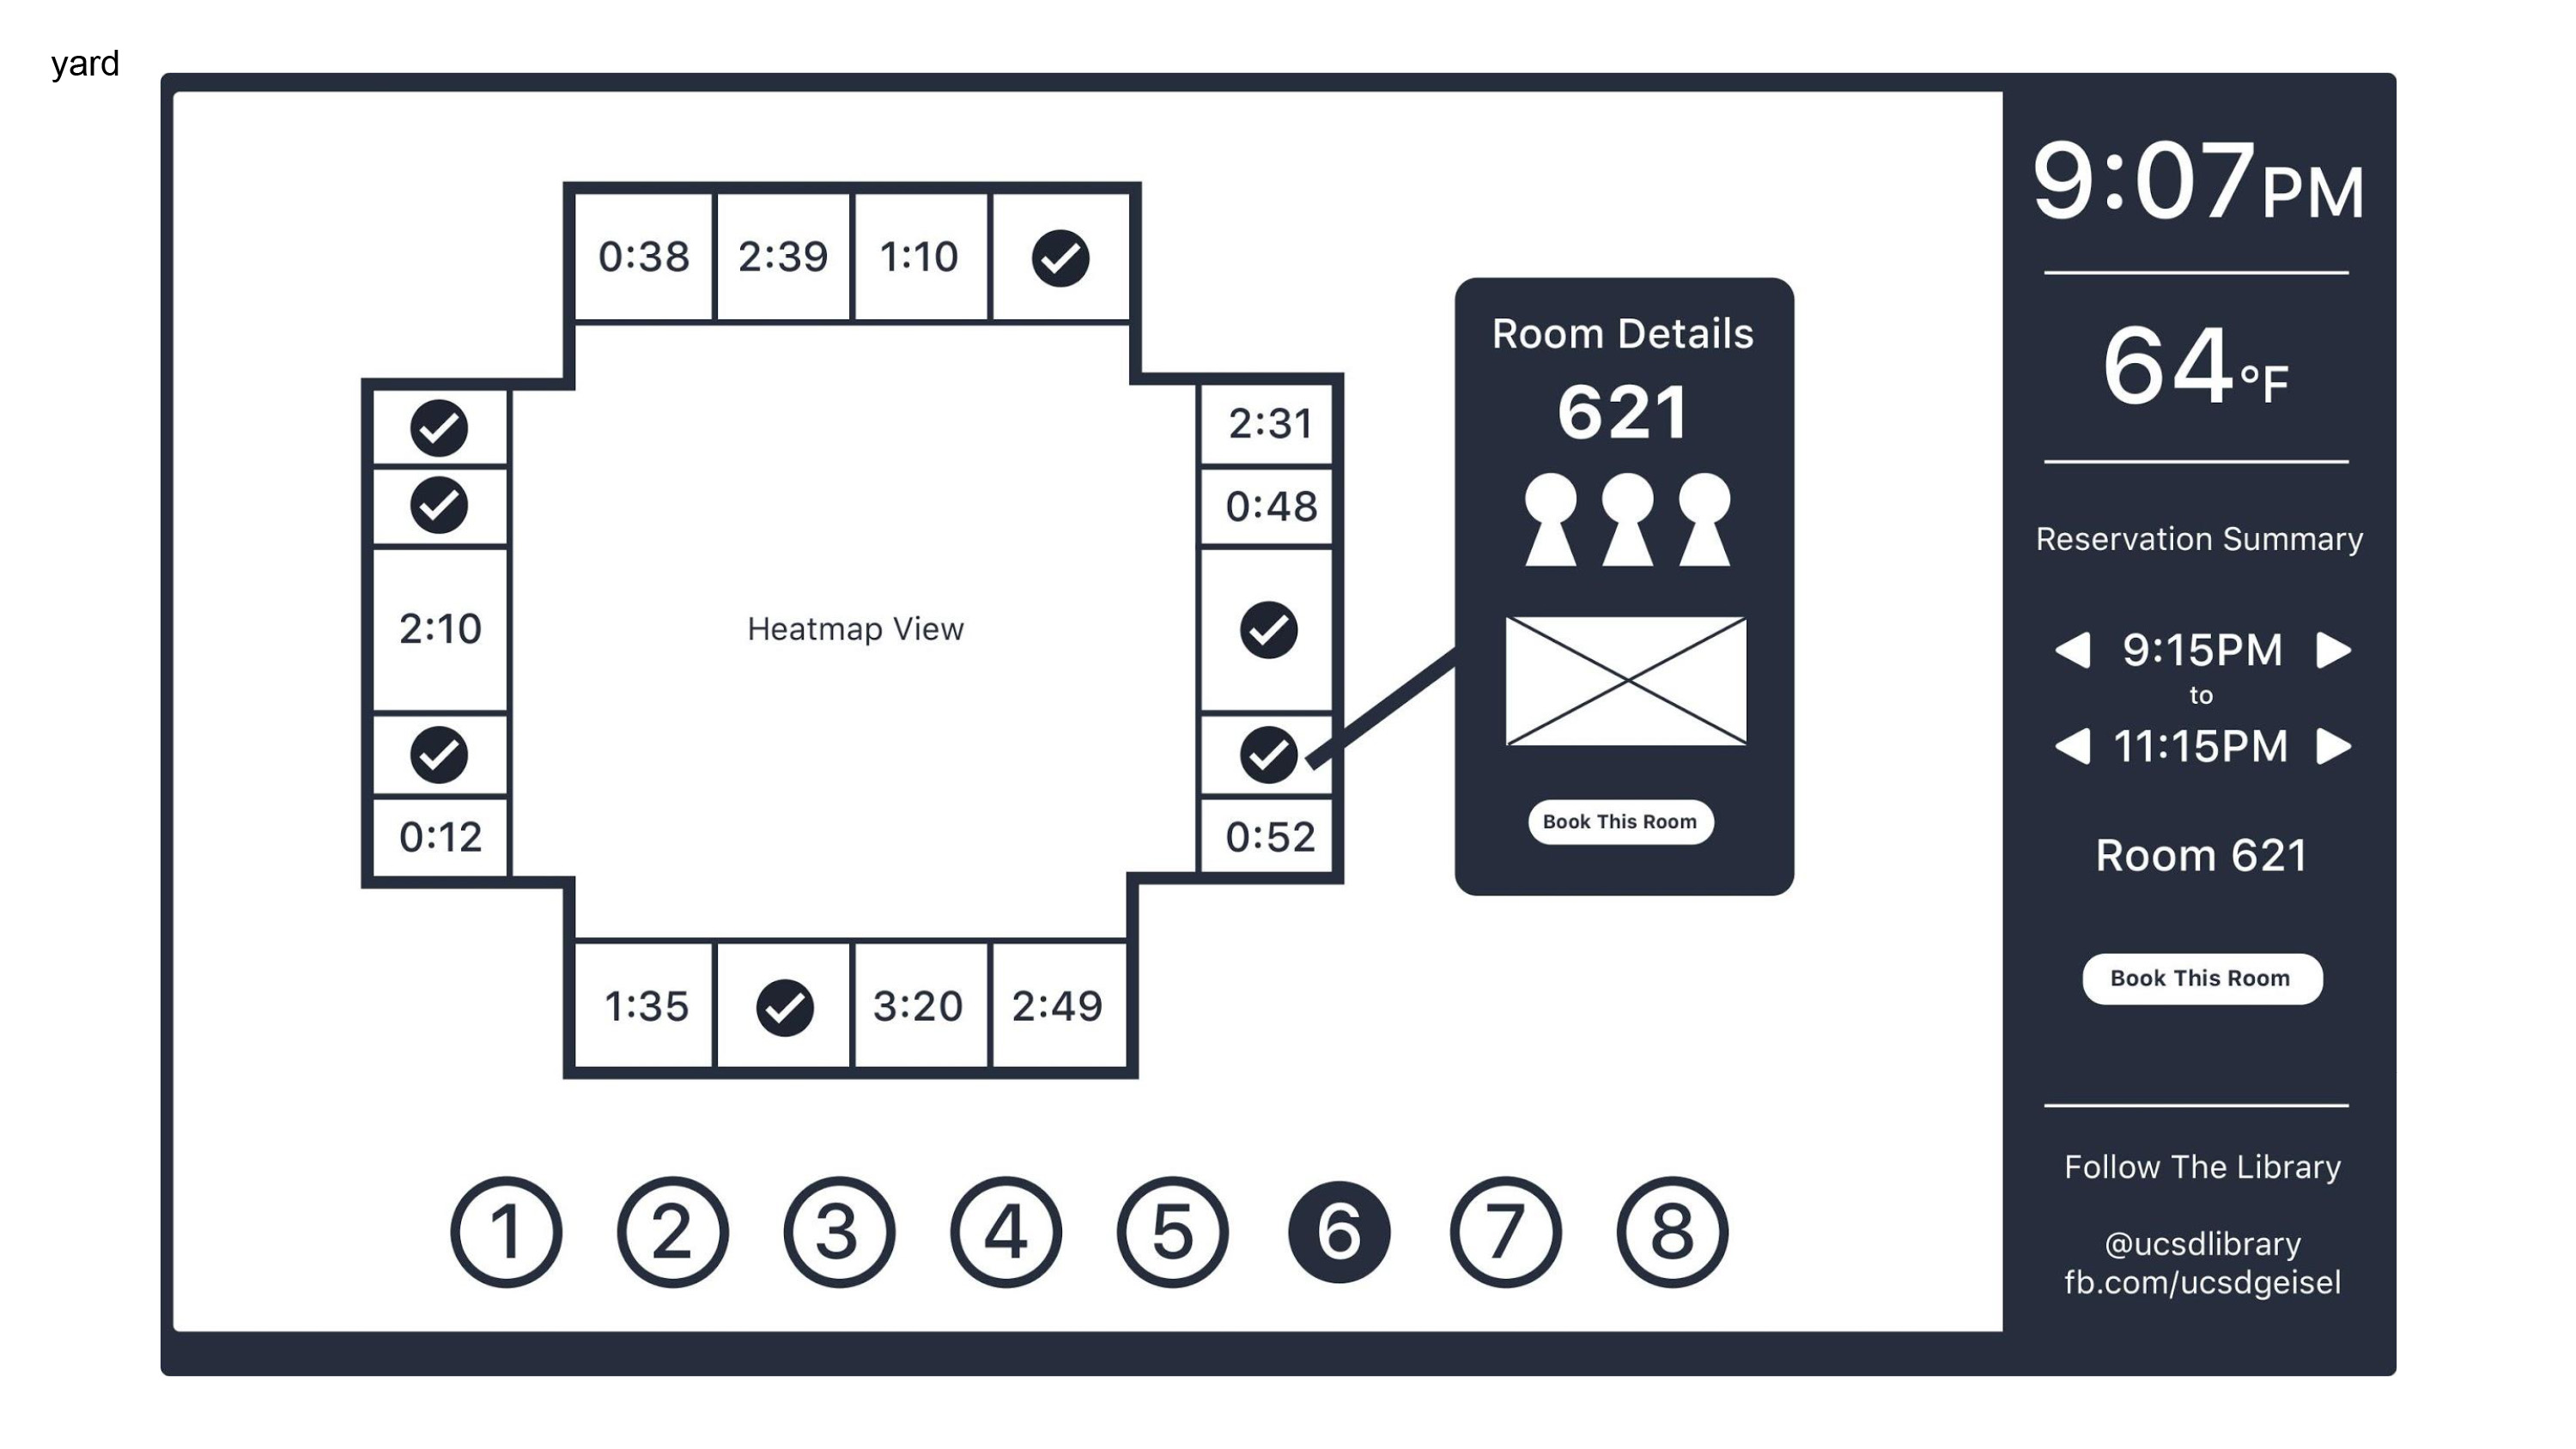 yard
0:38 2:39 1:10
2:31
0:48
2:10
0:12
0:52
Heatmap View
1:35 3:20 2:49
Room Details
621
Book This Room
1 2 3 4 5 6 7 8
9:07PM
64°F
Reservation Summary
9:15PM
to
11:15PM
Room 621
Book This Room
Follow The Library
@ucsdlibrary
fb.com/ucsdgeisel